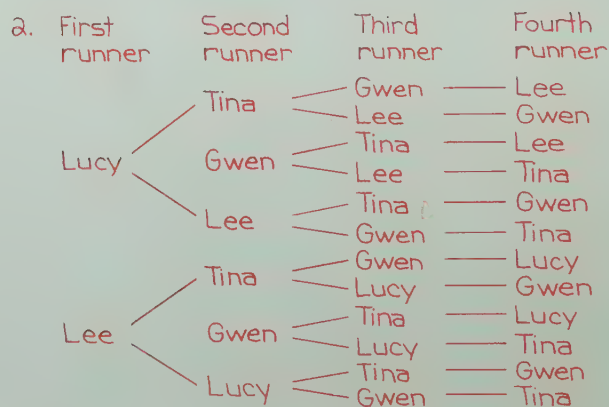 2. First runner Second runner Third runner Fourth runner
Gwen Lee
Tina
Lee Gwen
Tina Lee
Lucy Gwen
Lee Tina
Tina Gwen
Lee
Gwen Tina
Gwen Lucy
Tina
Lucy Gwen
Tina Lucy
Lee Gwen
Lucy Tina
Tina Gwen
Lucy
Gwen Tina